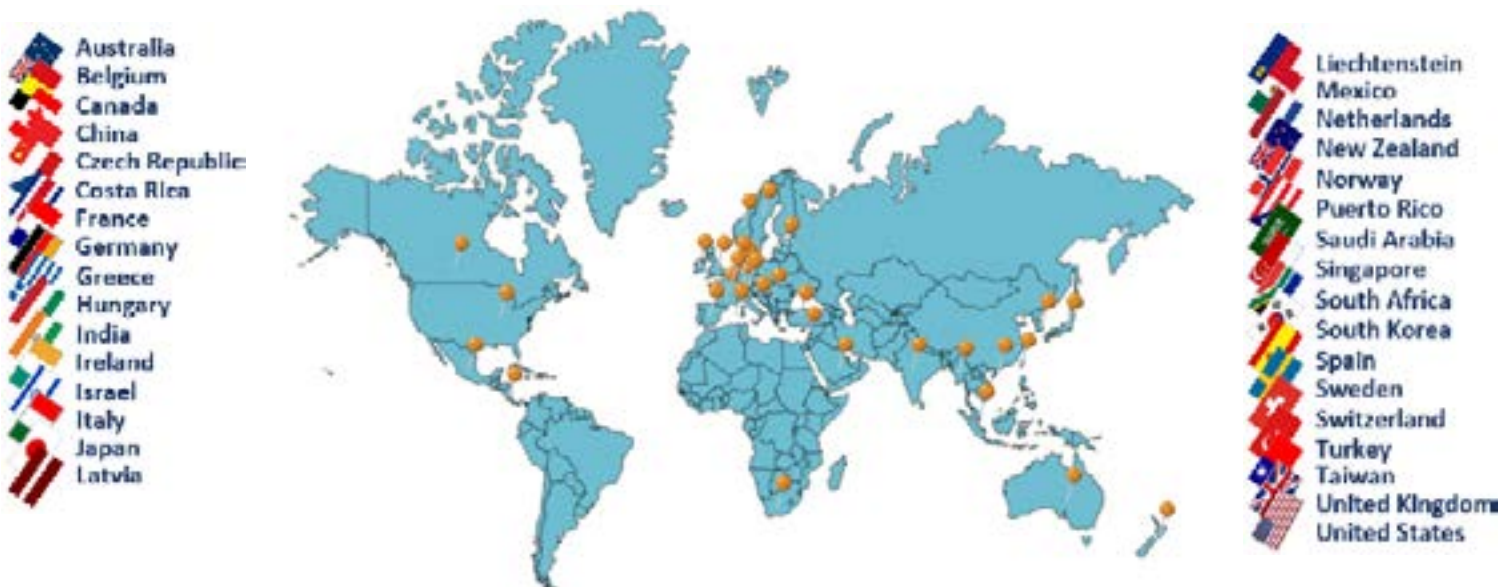 Australia
Belgium
Canada
China
Czech Republic
Costa Rica
France
Germany
Greece
Hungary
India
Ireland
Israel
Italy
Japan
Latvia
Liechtenstein
Mexico
Netherlands
New Zealand
Norway
Puerto Rico
Saudi Arabia
Singapore
South Africa
South Korea
Spain
Sweden
Switzerland
Turkey
Taiwan
United Kingdom
United States